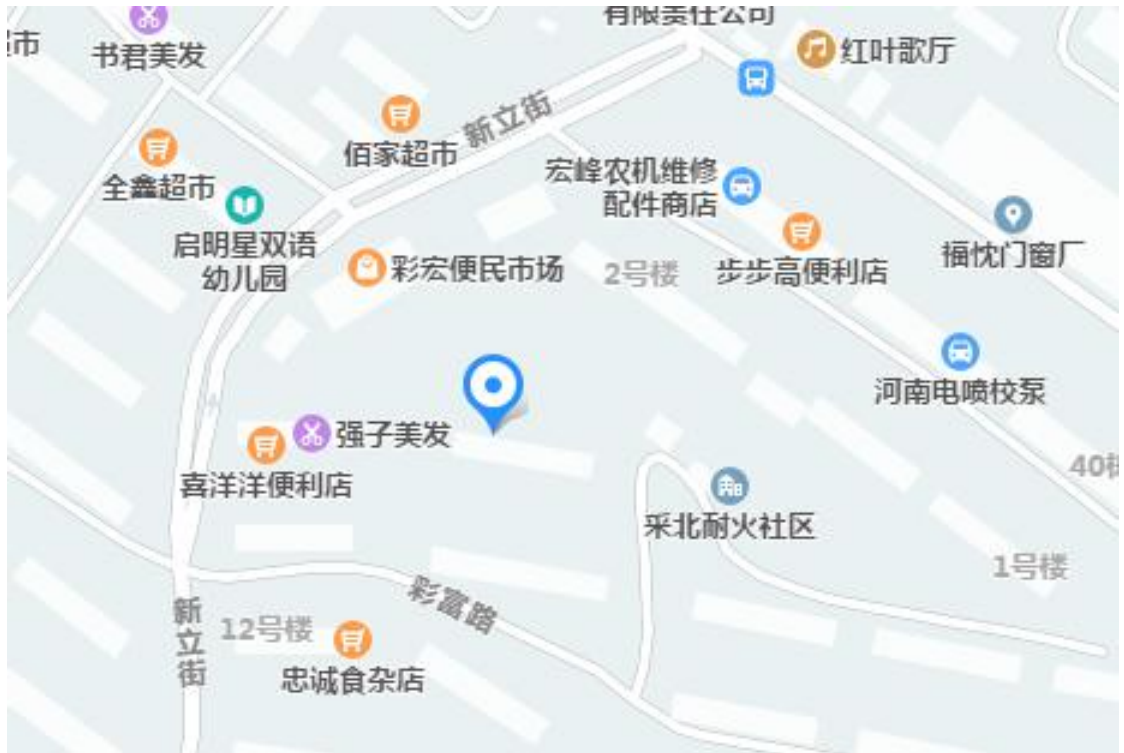 有限责任公司
市
书君美发
红叶歌厅
新立街
佰家超市
全鑫超市
宏峰农机维修
配件商店
启明星双语
幼儿园
彩宏便民市场
2号楼
步步高便利店
福忱门窗厂
河南电喷校泵
强子美发
喜洋洋便利店
40
采北耐火社区
1号楼
彩富路
新立街
12号楼
忠诚食杂店